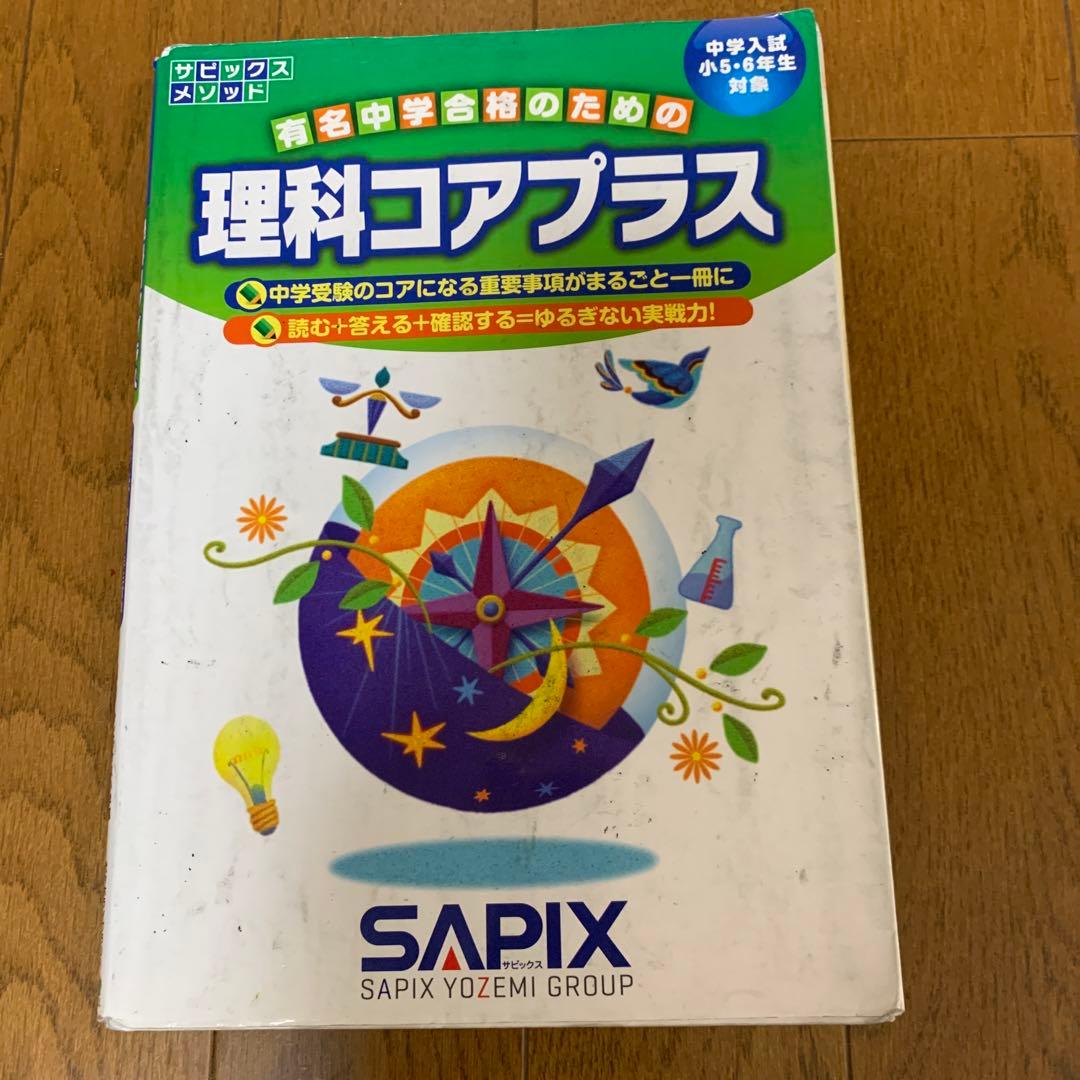 サピックス
メソッド
中学入試
小5・6年生
対象
有名中学合格のための
理科コアプラス
中学受験のコアになる重要事項がまるごと一冊に
読む+答える+確認する=ゆるぎない実戦力!
SAPIX
サピックス
SAPIX YOZEMI GROUP